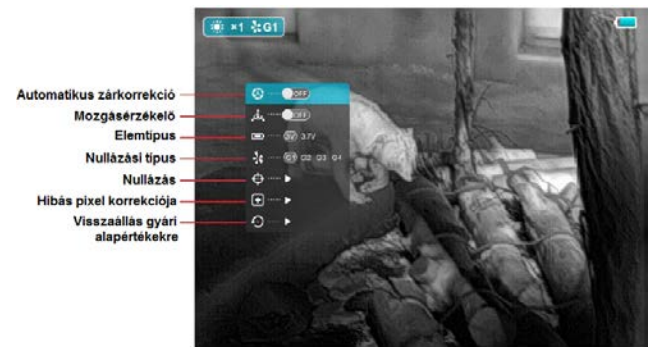 ×1 G1
Automatikus zárkorrekció OFF
Mozgásérzékelő OFF
Elemtípus 3V 3.7V
Nullázási típus G1 G2 G3 G4
Nullázás
Hibás pixel korrekciója
Visszaállás gyári
alapértékekre